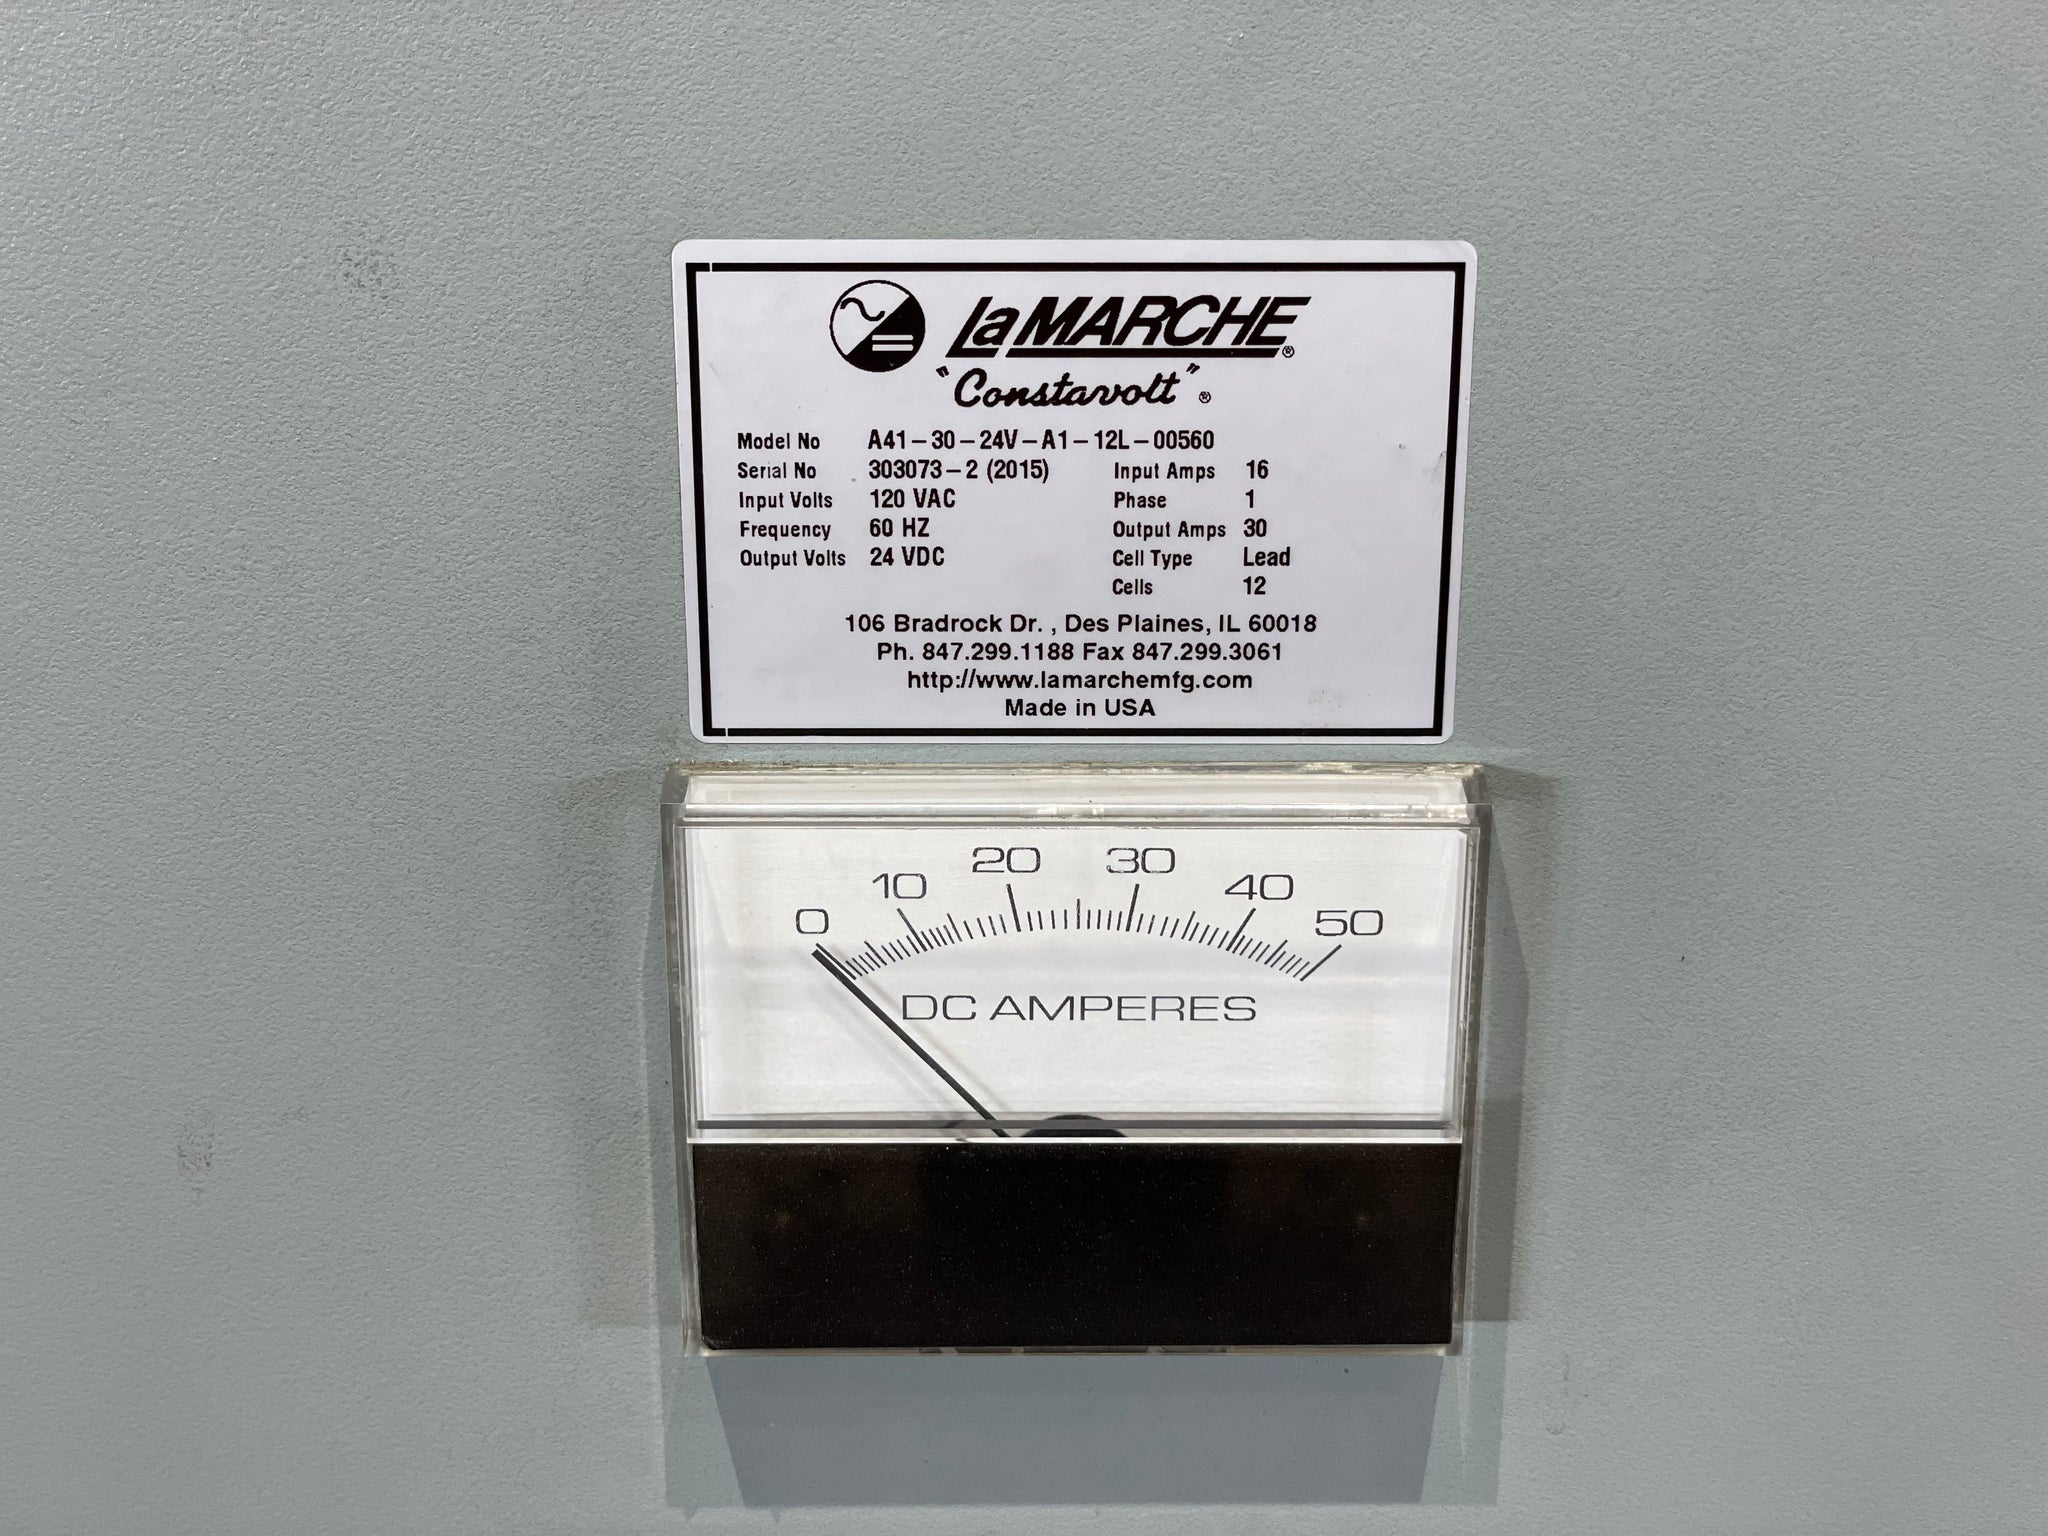 LaMARCHE®
"Constavolt"®
Model No A41-30-24V-A1-12L-00560
Serial No 303073-2 (2015) Input Amps 16
Input Volts 120 VAC Phase 1
Frequency 60 HZ Output Amps 30
Output Volts 24 VDC Cell Type Lead
Cells 12
106 Bradrock Dr. , Des Plaines, IL 60018
Ph. 847.299.1188 Fax 847.299.3061
http://www.lamarchemfg.com
Made in USA
0 10 20 30 40 50
DC AMPERES